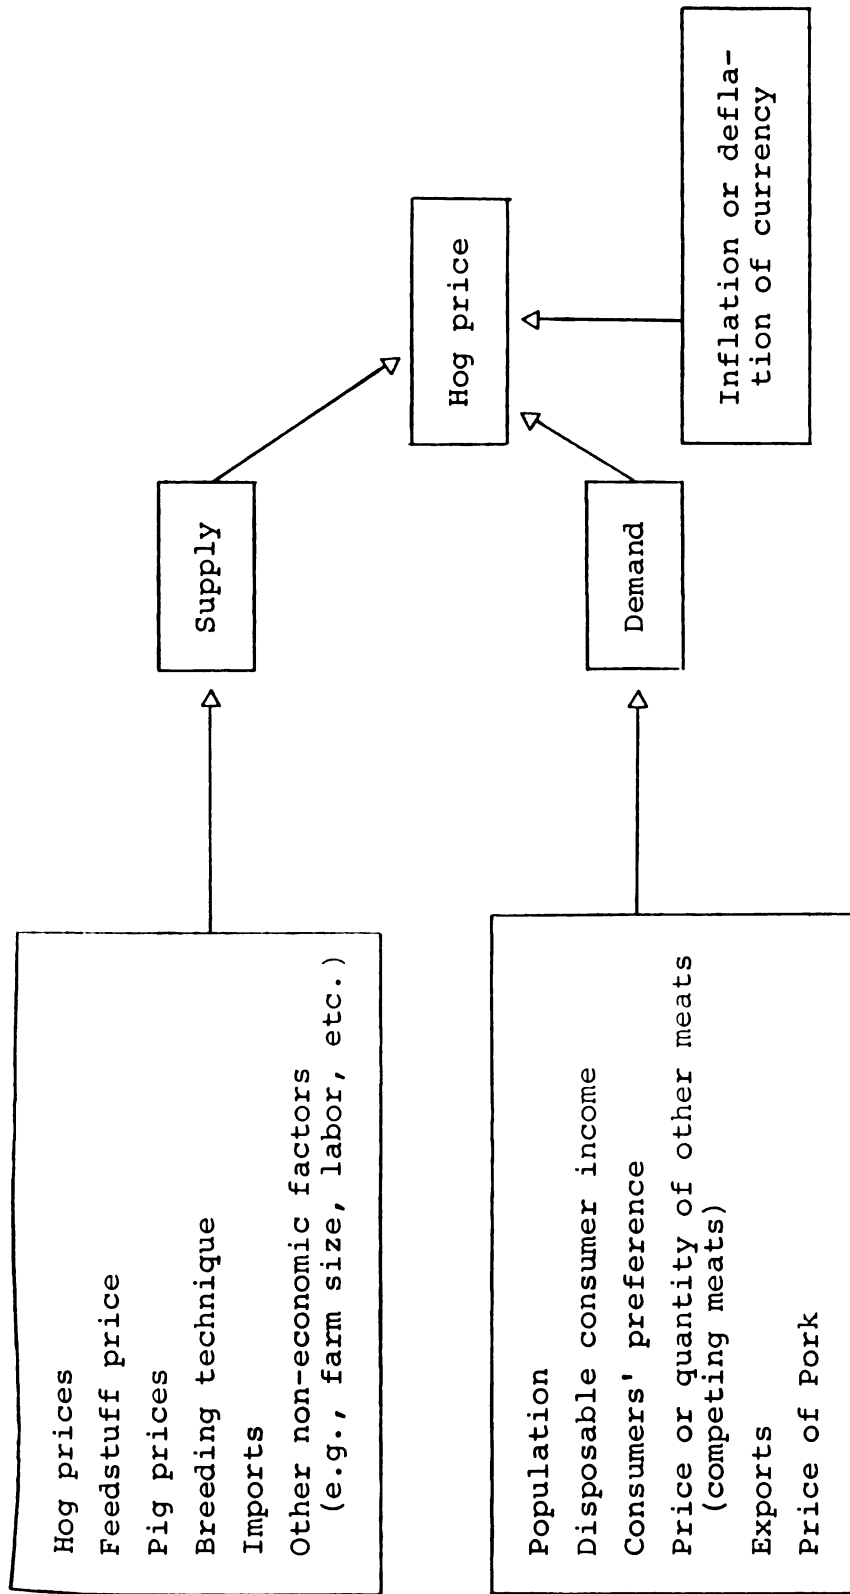 Hog prices
Feedstuff price
Pig prices
Breeding technique
Imports
Other non-economic factors
(e.g., farm size, labor, etc.)
Supply
Hog price
Population
Disposable consumer income
Consumers' preference
Price or quantity of other meats
(competing meats)
Exports
Price of Pork
Demand
Inflation or defla-
tion of currency